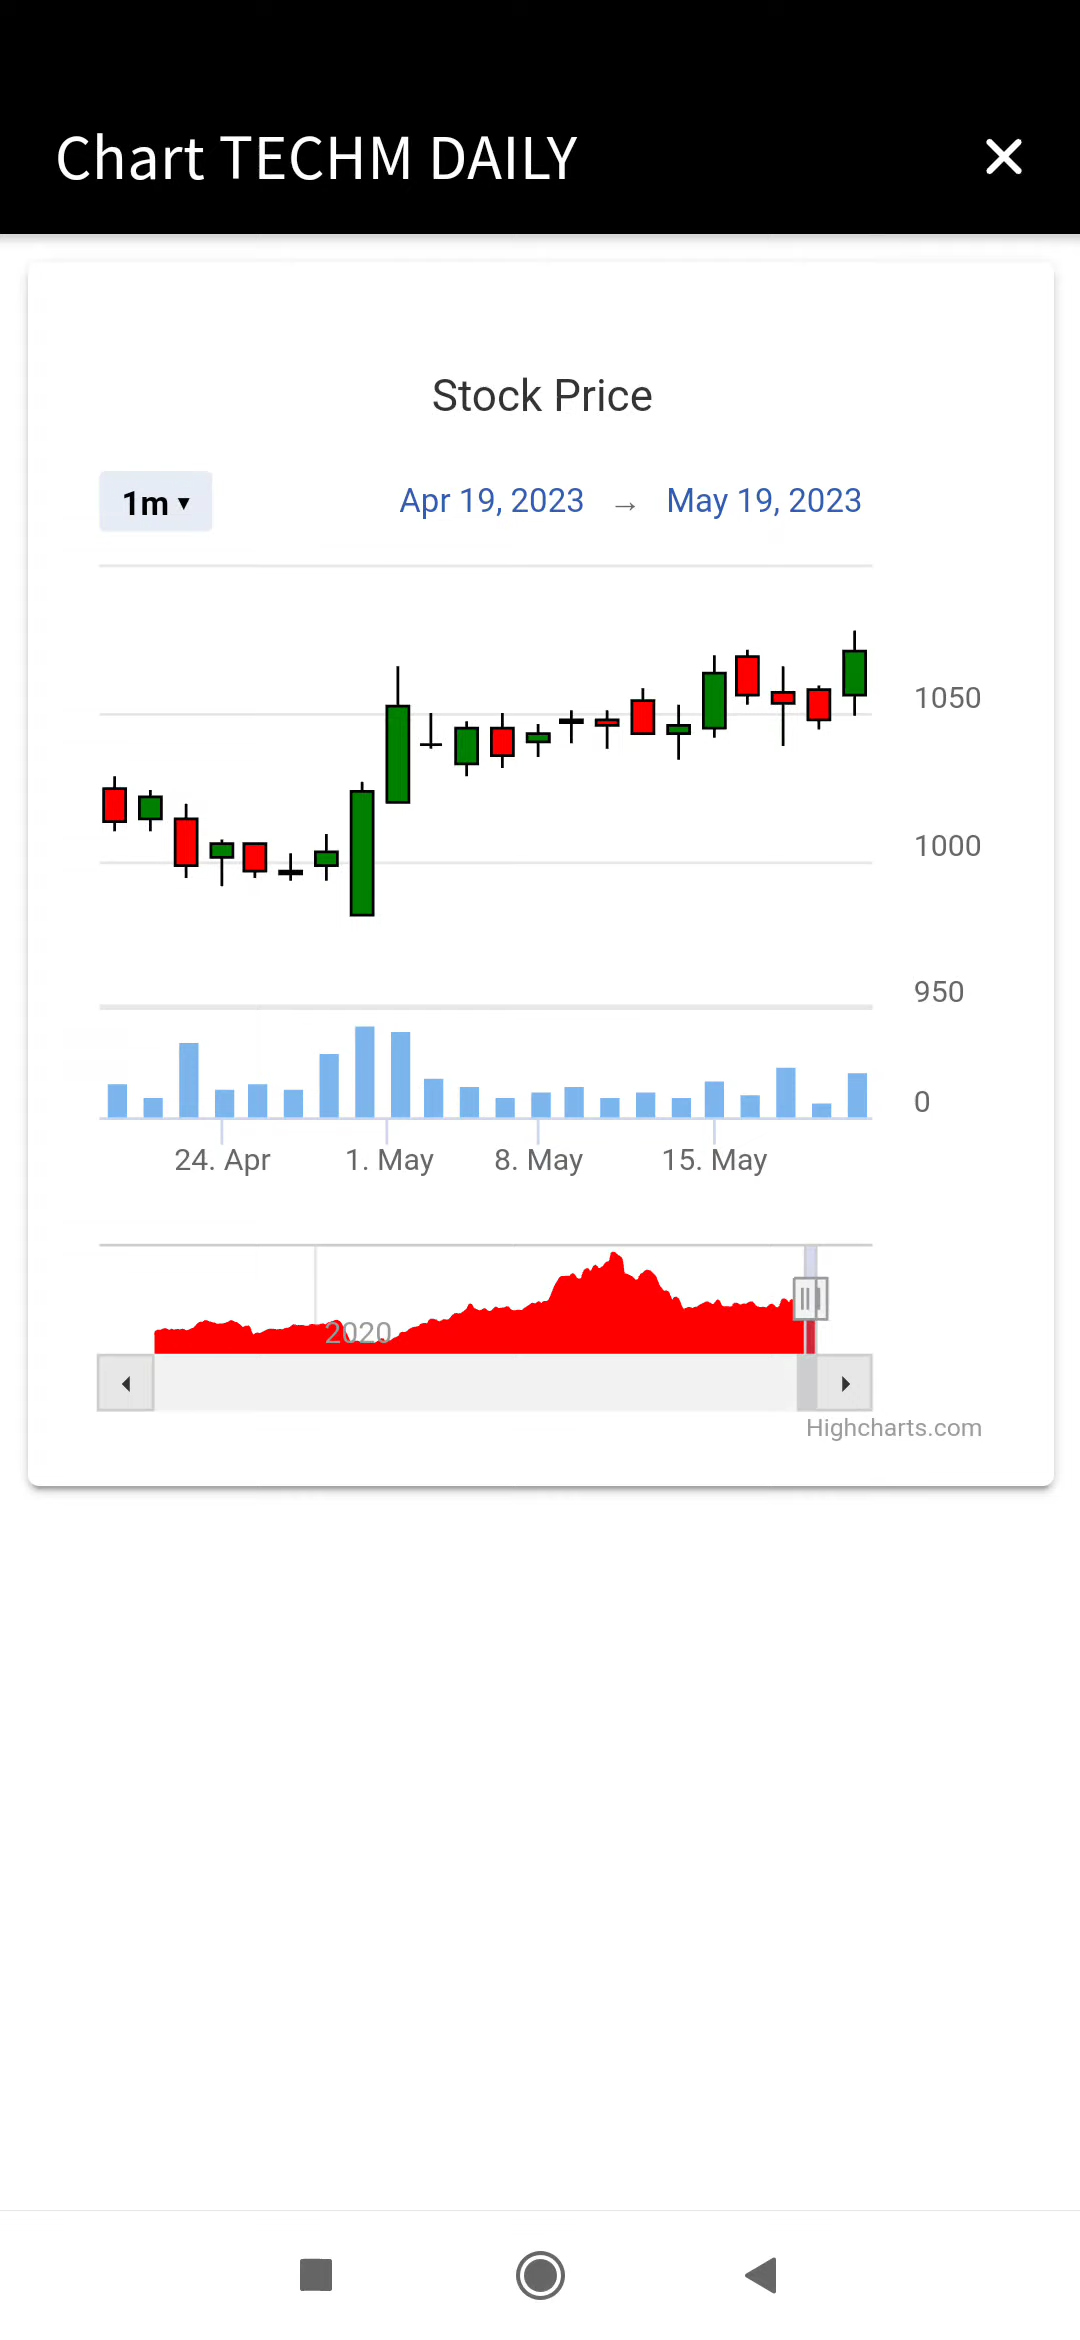 Chart TECHM DAILY
Stock Price
1m ▾
Apr 19, 2023 → May 19, 2023
1050
1000
950
0
24. Apr 1. May 8. May 15. May
2020
Highcharts.com